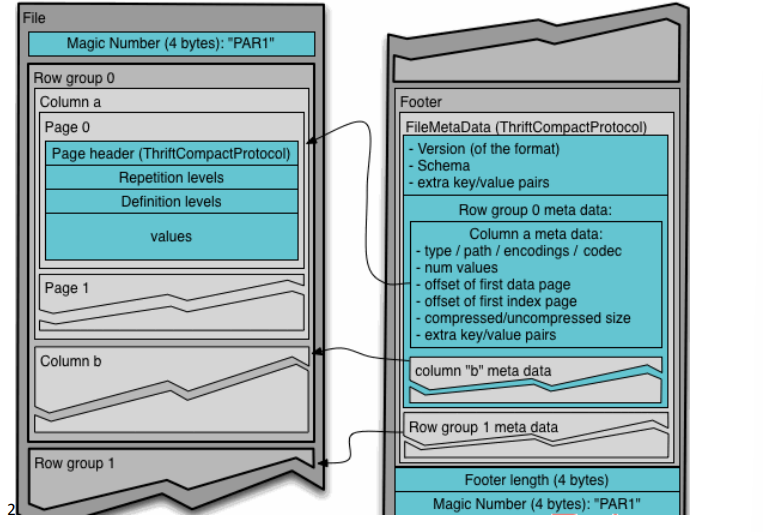 File
Magic Number (4 bytes): "PAR1"
Row group 0
Column a
Page 0
Page header (ThriftCompactProtocol)
Repetition levels
Definition levels
values
Page 1
Column b
Row group 1
2
Footer
FileMetaData (ThriftCompactProtocol)
- Version (of the format)
- Schema
- extra key/value pairs
Row group 0 meta data:
Column a meta data:
- type / path / encodings / codec
- num values
- offset of first data page
- offset of first index page
- compressed/uncompressed size
- extra key/value pairs
column "b" meta data
Row group 1 meta data
Footer length (4 bytes)
Magic Number (4 bytes): "PAR1"